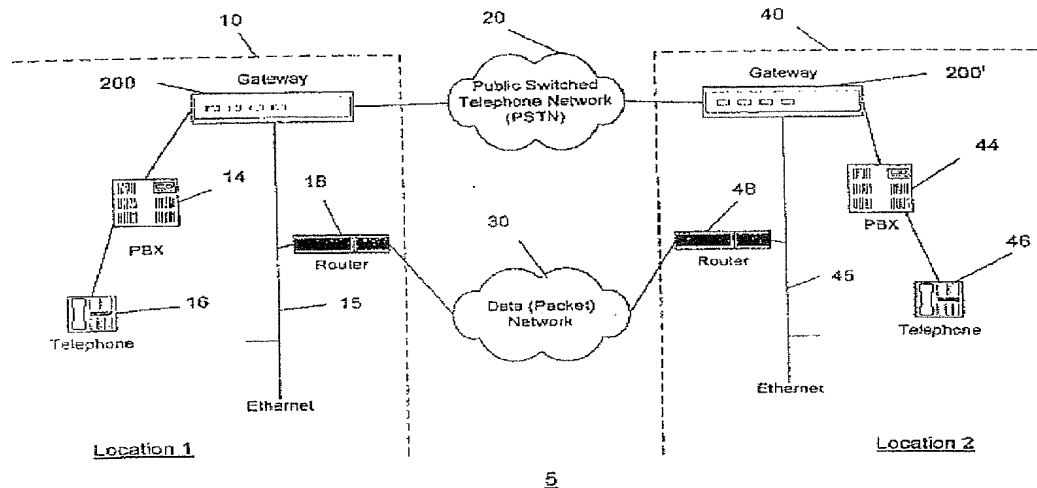 10
20
40
200
Gateway
Public Switched
Telephone Network
(PSTN)
Gateway
200'
14
PBX
18
Router
30
48
Router
44
PBX
46
16
Telephone
15
Data (Packet)
Network
45
Telephone
Ethernet
Ethernet
Location 1
Location 2
5